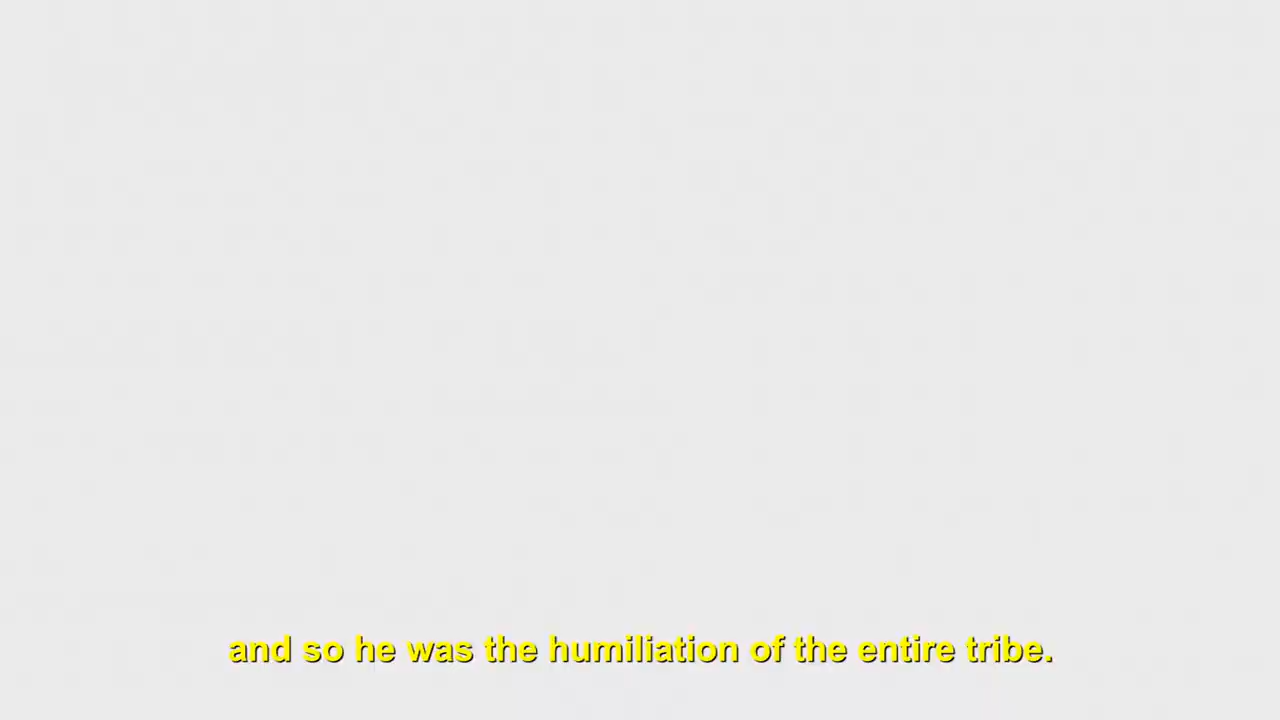 and so he was the humiliation of the entire tribe.